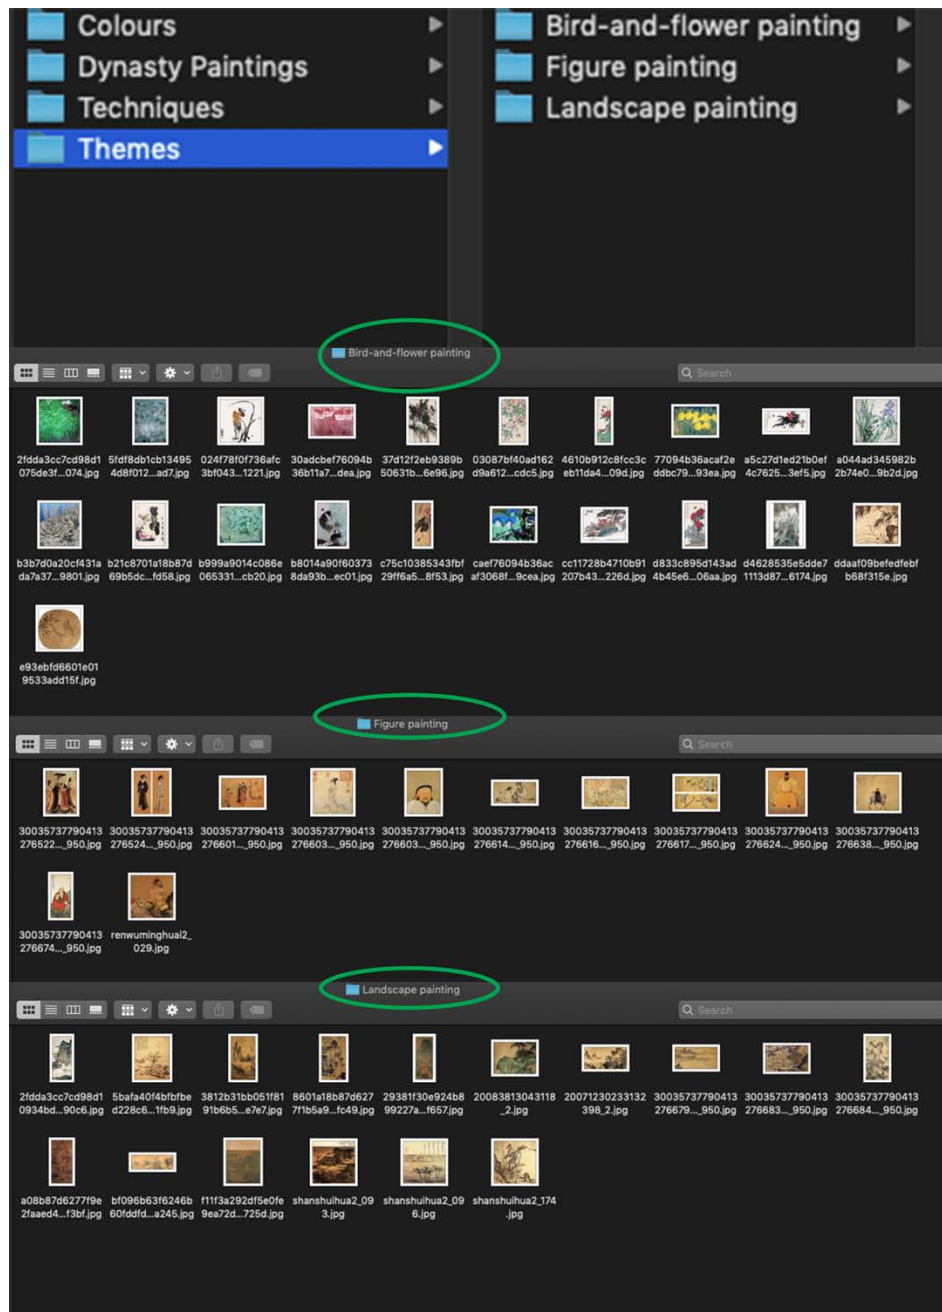 Colours
Dynasty Paintings
Techniques
Themes
Bird-and-flower painting
Figure painting
Landscape painting
Bird-and-flower painting
Search
2fdda3cc7cd98d1 5fdf8db1cb13495 024f78f0f736afc 30adcbef76094b 37d12f2eb9389b 03087bf40ad162 4610b912c8fcc3c 77094b36acaf2e a5c27d1ed21b0ef a044ad345982b
075de3f...074.jpg 4d8f012...ad7.jpg 3bf043...1221.jpg 36b11a7...dea.jpg 50631b...6e96.jpg d9a612...cdc5.jpg eb11da4...09d.jpg ddbc79...93ea.jpg 4c7625...3ef5.jpg 2b74e0...9b2d.jpg
b3b7d0a20cf431a b21c8701a18b87d b999a9014c086e b8014a90f60373 c75c10385343fbf caef76094b36ac cc11728b4710b91 d833c895d143ad d4628535e5dde7 ddaaf09befedfebf
da7a37...9801.jpg 69b5dc...fd58.jpg 065331...cb20.jpg 8da93b...ec01.jpg 29ff6a5...8f53.jpg af3068f...9cea.jpg 207b43...226d.jpg 4b45e6...06aa.jpg 1113d87...6174.jpg b68f315e.jpg
e93ebfd6601e01
9533add15f.jpg
Figure painting
Search
30035737790413 30035737790413 30035737790413 30035737790413 30035737790413 30035737790413 30035737790413 30035737790413 30035737790413 30035737790413
276522..._950.jpg 276524..._950.jpg 276601..._950.jpg 276603..._950.jpg 276603..._950.jpg 276614..._950.jpg 276616..._950.jpg 276617..._950.jpg 276624..._950.jpg 276638..._950.jpg
30035737790413 renwuminghuai2_
276674..._950.jpg 029.jpg
Landscape painting
Search
2fdda3cc7cd98d1 5bafa40f4bfbfbe 3812b31bb051f81 8601a18b87d627 29381f30e924b8 20083813043118 20071230233132 30035737790413 30035737790413 30035737790413
0934bd...90c6.jpg d228c6...1fb9.jpg 91b6b5...e7e7.jpg 7f1b5a9...fc49.jpg 99227a...f657.jpg _2.jpg 398_2.jpg 276679..._950.jpg 276683..._950.jpg 276684..._950.jpg
a08b87d6277f9e bf096b63f6246b f11f3a292df5e0fe shanshuihua2_09 shanshuihua2_09 shanshuihua2_174
2faaed4...f3bf.jpg 60fddfd...a245.jpg 9ea72d...725d.jpg 3.jpg 6.jpg .jpg